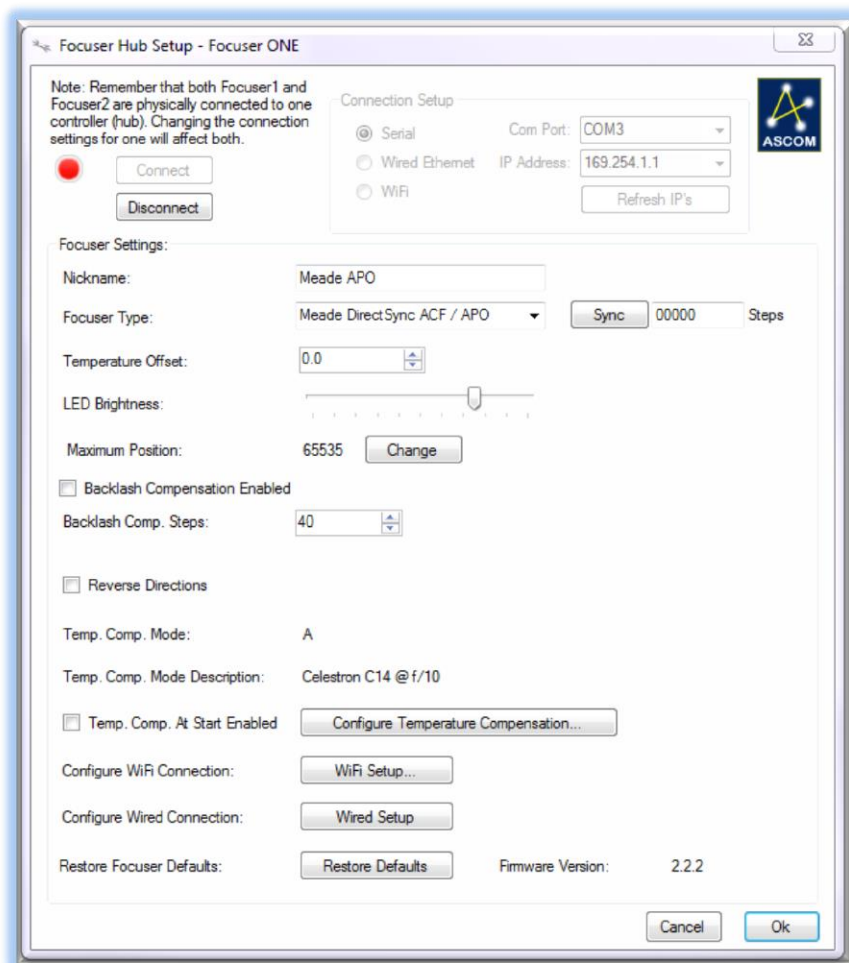 Focuser Hub Setup - Focuser ONE
Note: Remember that both Focuser1 and
Focuser2 are physically connected to one
controller (hub). Changing the connection
settings for one will affect both.
Connect
Disconnect
Connection Setup
Serial
Com Port: COM3
Wired Ethernet
IP Address: 169.254.1.1
WiFi
Refresh IP's
ASCOM
Focuser Settings:
Nickname: Meade APO
Focuser Type: Meade DirectSync ACF / APO Sync 00000 Steps
Temperature Offset: 0.0
LED Brightness:
Maximum Position: 65535 Change
Backlash Compensation Enabled
Backlash Comp. Steps: 40
Reverse Directions
Temp. Comp. Mode: A
Temp. Comp. Mode Description: Celestron C14 @ f/10
Temp. Comp. At Start Enabled Configure Temperature Compensation...
Configure WiFi Connection: WiFi Setup...
Configure Wired Connection: Wired Setup
Restore Focuser Defaults: Restore Defaults Firmware Version: 2.2.2
Cancel Ok